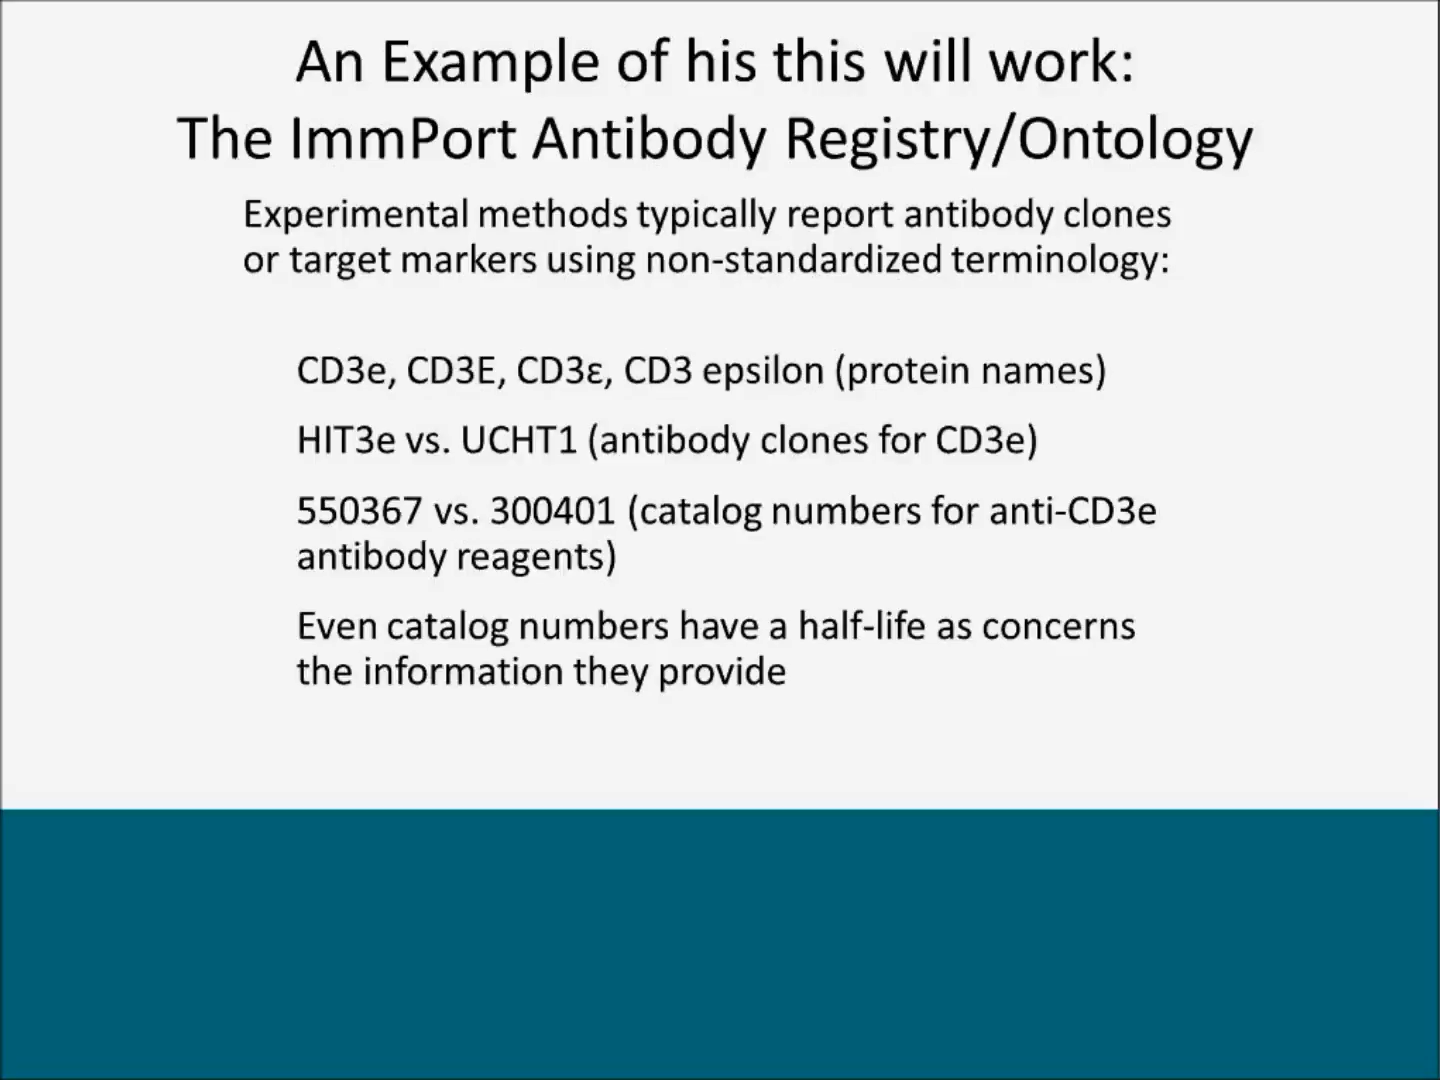 An Example of his this will work:
The ImmPort Antibody Registry/Ontology
Experimental methods typically report antibody clones
or target markers using non-standardized terminology:
CD3e, CD3E, CD3ε, CD3 epsilon (protein names)
HIT3e vs. UCHT1 (antibody clones for CD3e)
550367 vs. 300401 (catalog numbers for anti-CD3e
antibody reagents)
Even catalog numbers have a half-life as concerns
the information they provide